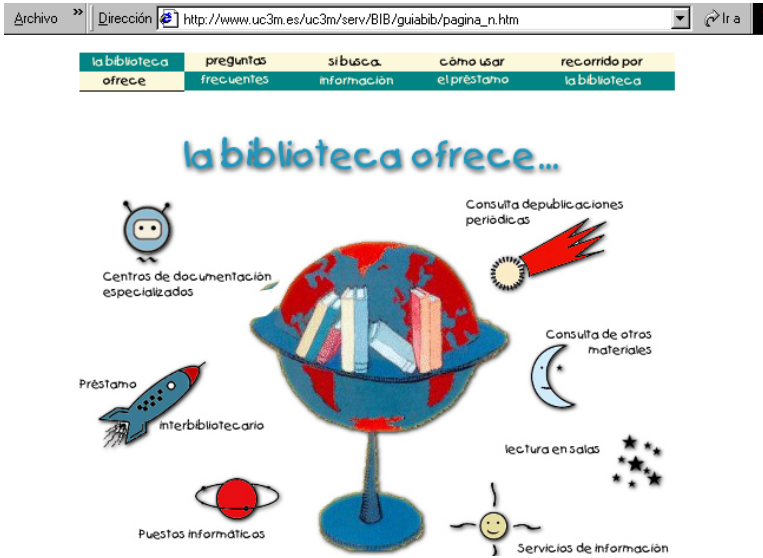 Archivo » Dirección http://www.uc3m.es/uc3m/serv/BIB/guiabib/pagina_n.htm Ir a
la biblioteca preguntas si busca cómo usar recorrido por
ofrece frecuentes información el préstamo la biblioteca
la biblioteca ofrece...
Consulta depublicaciones
periódicas
Centros de documentación
especializados
Consulta de otros
materiales
Préstamo
interbibliotecario
lectura en salas
Puestos informáticos
Servicios de información